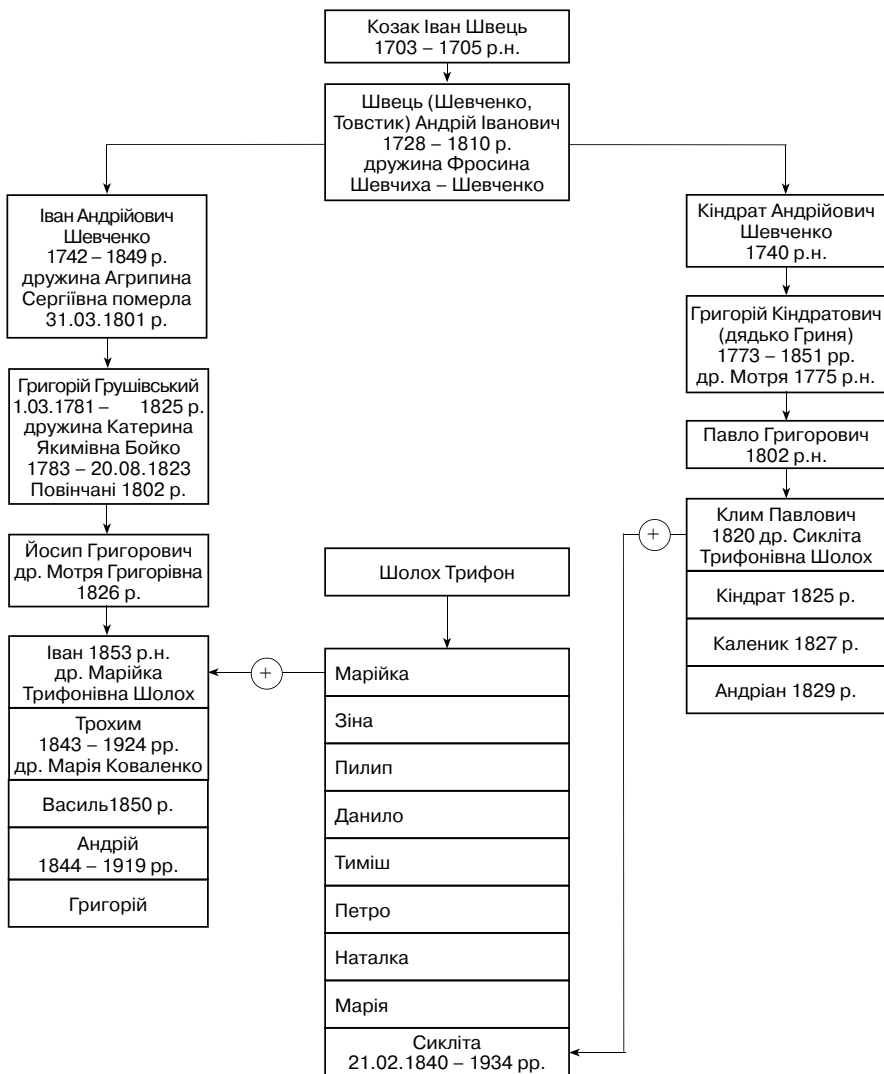 Козак Іван Швець
1703 – 1705 р.н.
Швець (Шевченко,
Товстик) Андрій Іванович
1728 – 1810 р.
дружина Фросина
Шевчиха – Шевченко
Іван Андрійович
Шевченко
1742 – 1849 р.
дружина Агрипина
Сергіївна померла
31.03.1801 р.
Григорій Грушівський
1.03.1781 – 1825 р.
дружина Катерина
Якимівна Бойко
1783 – 20.08.1823
Повінчані 1802 р.
Йосип Григорович
др. Мотря Григорівна
1826 р.
Іван 1853 р.н.
др. Марійка
Трифонівна Шолох
Трохим
1843 – 1924 рр.
др. Марія Коваленко
Василь1850 р.
Андрій
1844 – 1919 рр.
Григорій
+
Шолох Трифон
Марійка
Зіна
Пилип
Данило
Тиміш
Петро
Наталка
Марія
Сикліта
21.02.1840 – 1934 рр.
Кіндрат Андрійович
Шевченко
1740 р.н.
Григорій Кіндратович
(дядько Гриня)
1773 – 1851 рр.
др. Мотря 1775 р.н.
Павло Григорович
1802 р.н.
+
Клим Павлович
1820 др. Сикліта
Трифонівна Шолох
Кіндрат 1825 р.
Каленик 1827 р.
Андріан 1829 р.